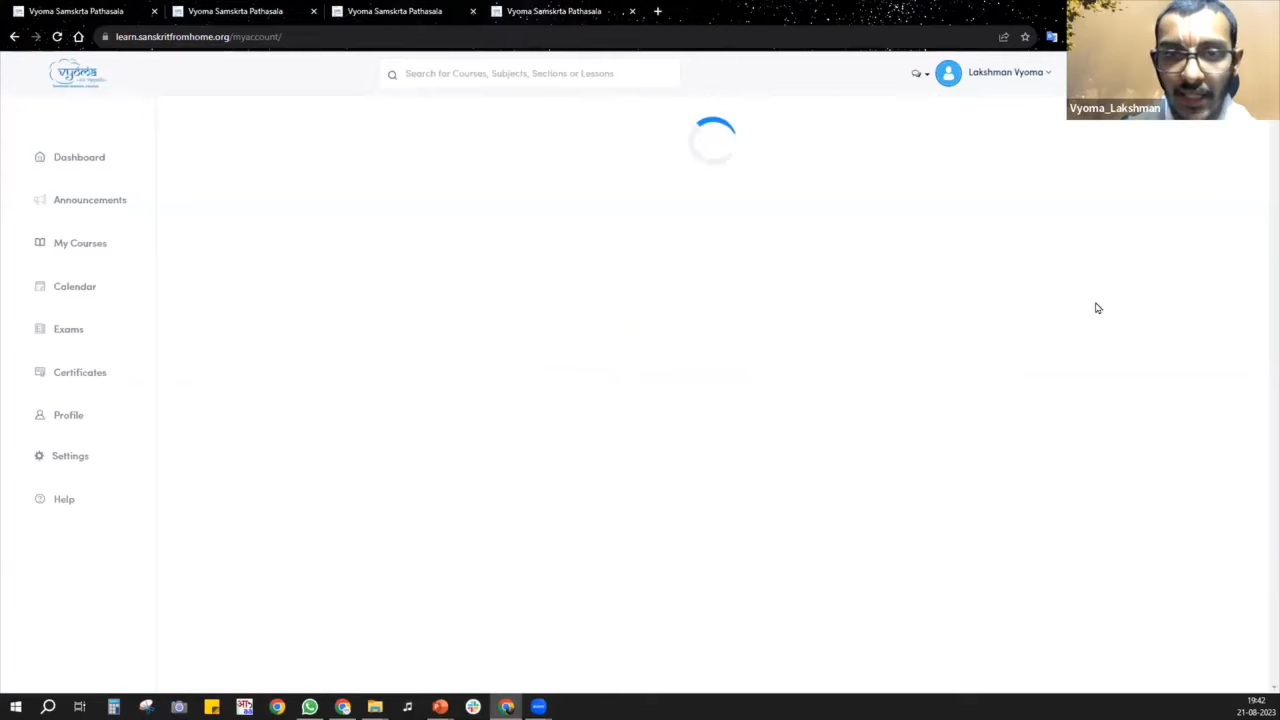 Vyoma Samskrta Pathasala
Vyoma Samskrta Pathasala
Vyoma Samskrta Pathasala
Vyoma Samskrta Pathasala
learn.sanskritfromhome.org/myaccount/
vyoma
Search for Courses, Subjects, Sections or Lessons
Lakshman Vyoma
Vyoma_Lakshman
Dashboard
Announcements
My Courses
Calendar
Exams
Certificates
Profile
Settings
Help
19:42
21-08-2023